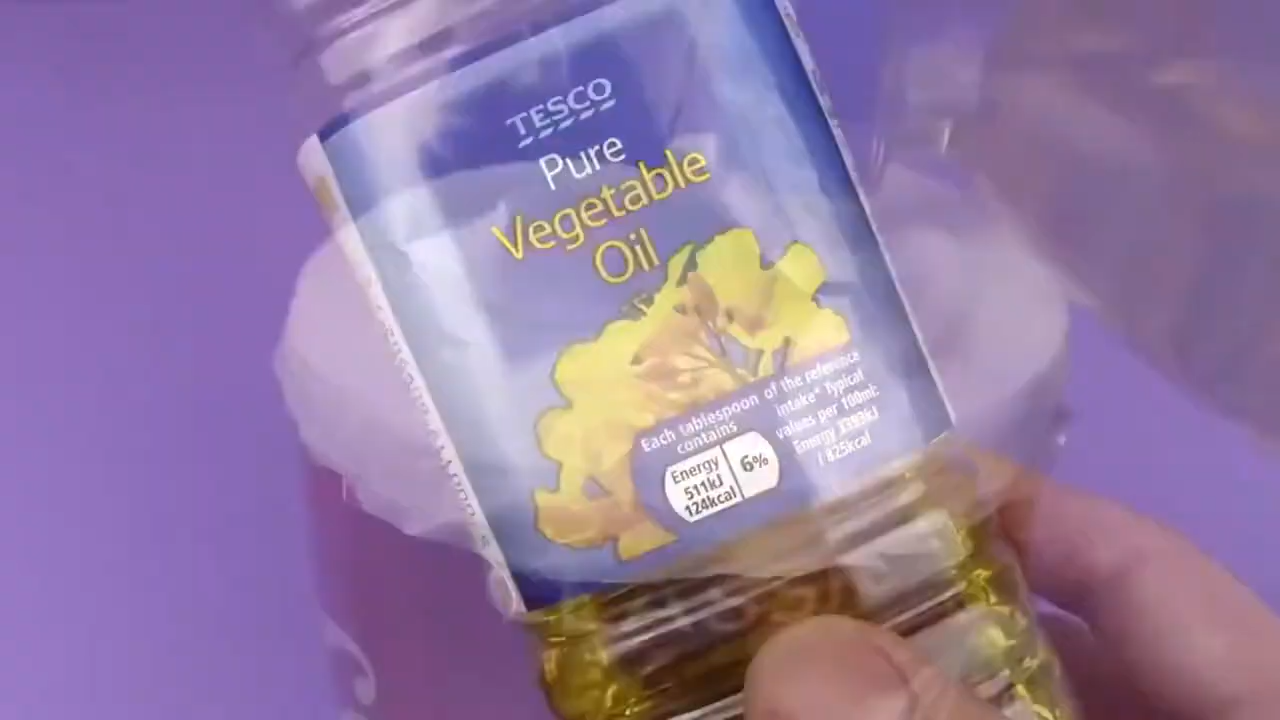 TESCO
Pure
Vegetable
Oil
Each tablespoon of the reference
contains
intake* Typical
values per 100ml:
Energy 3393kJ
/ 825kcal
Energy
511kJ
124kcal
6%